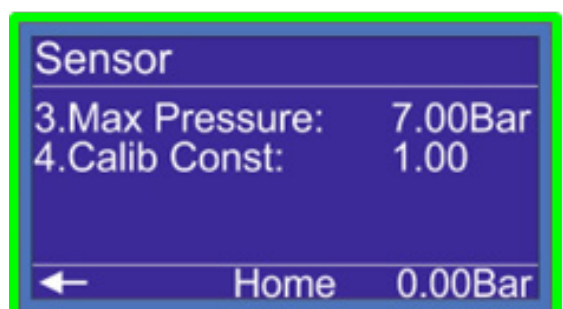 Sensor
3.Max Pressure: 7.00Bar
4.Calib Const: 1.00
Home 0.00Bar